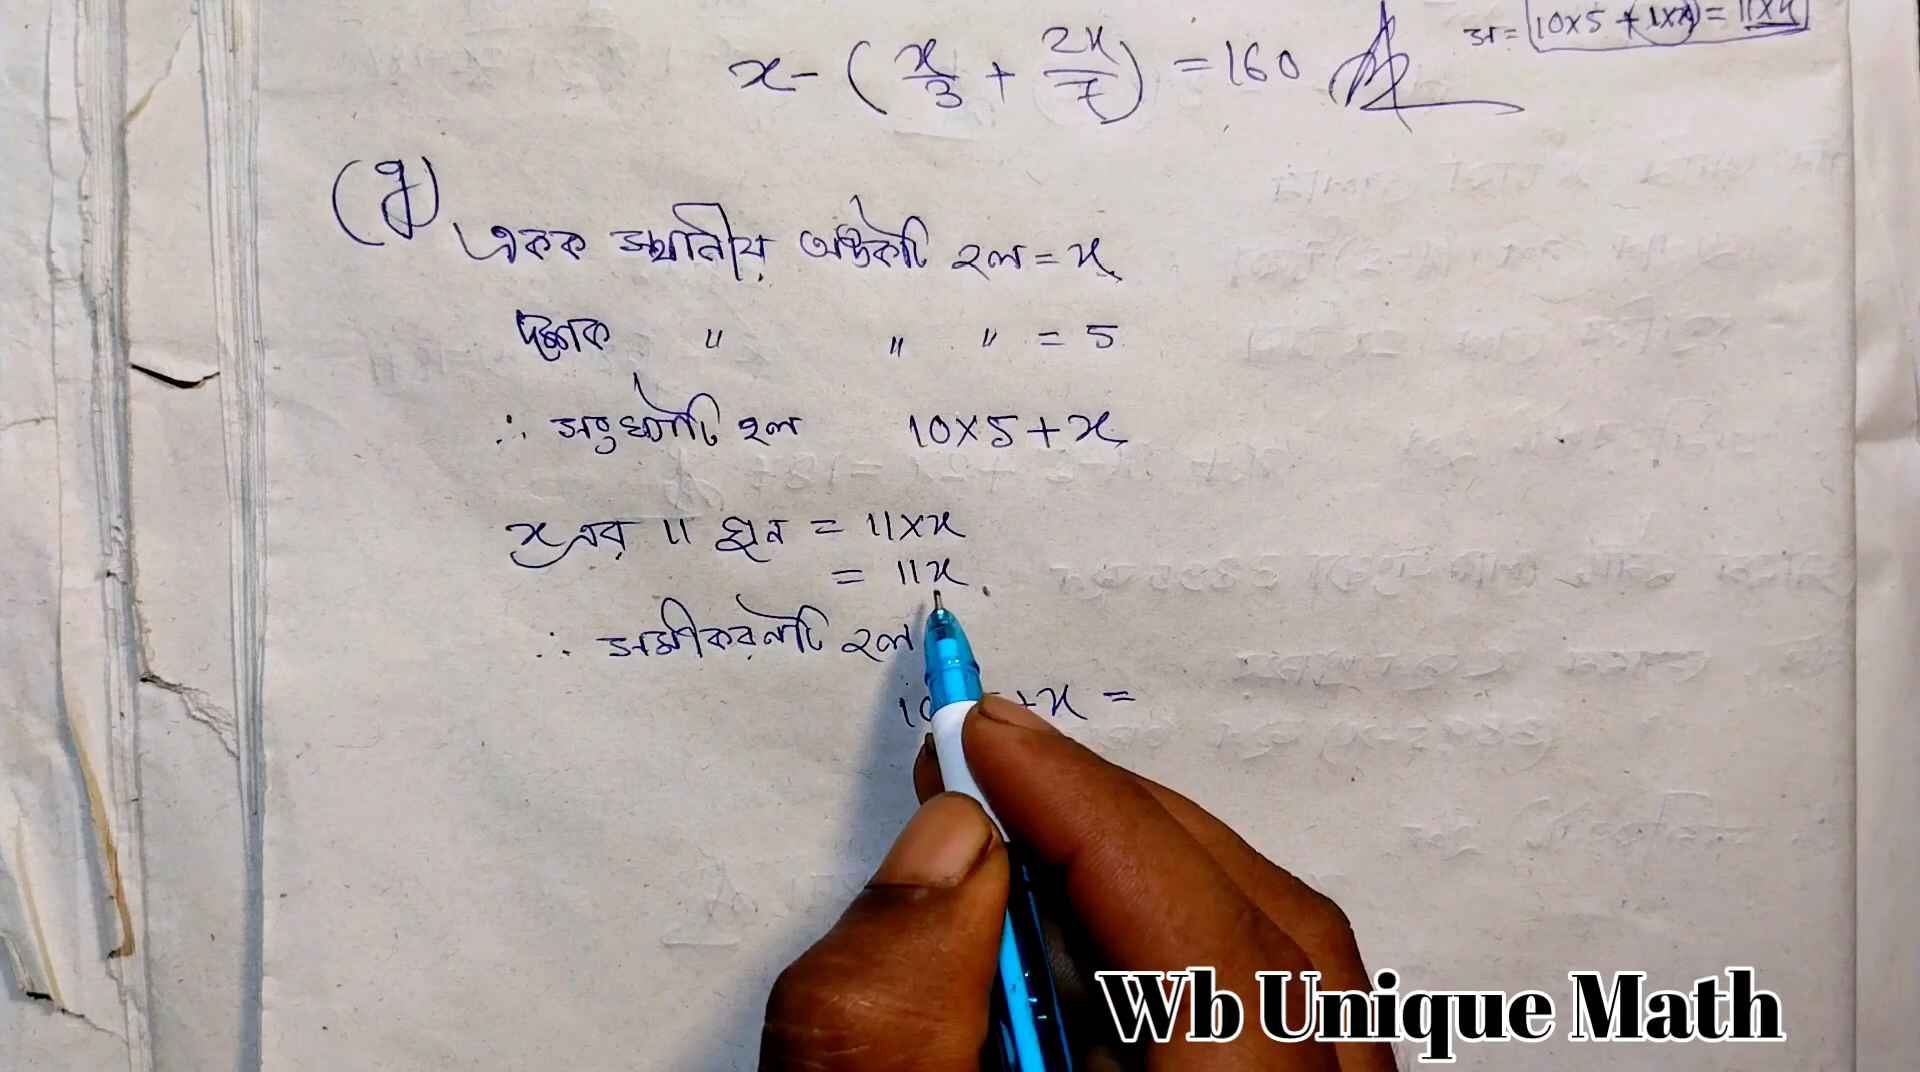 x - (x/3 + 2x/7) = 160
অ = 10×5 + 1×x = 11×x
(g)
একক স্থানীয় অঙ্কটি হল = x
দশক " " " = 5
∴ সংখ্যাটি হল 10×5+x
x এর 11 গুন = 11×x
= 11x
∴ সমীকরণটি হল
+x =
Wb Unique Math